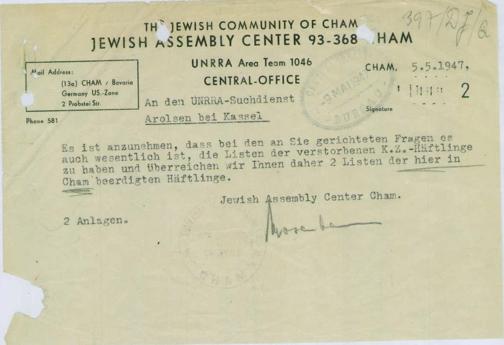 THE JEWISH COMMUNITY OF CHAM
JEWISH ASSEMBLY CENTER 93-368 CHAM
UNRRA Area Team 1046
CENTRAL-OFFICE
Mail Address:
(13a) CHAM / Bavaria
Germany US.-Zone
2 Probstei Str.
Phone 581
CHAM, 5.5.1947,
Signature
2
An den UNRRA-Suchdienst
Arolsen bei Kassel
Es ist anzunehmen, dass bei den an Sie gerichteten Fragen es
auch wesentlich ist, die Listen der verstorbenen K.Z.-Häftlinge
zu haben und überreichen wir Ihnen daher 2 Listen der hier in
Cham beerdigten Häftlinge.
Jewish Assembly Center Cham.
2 Anlagen.